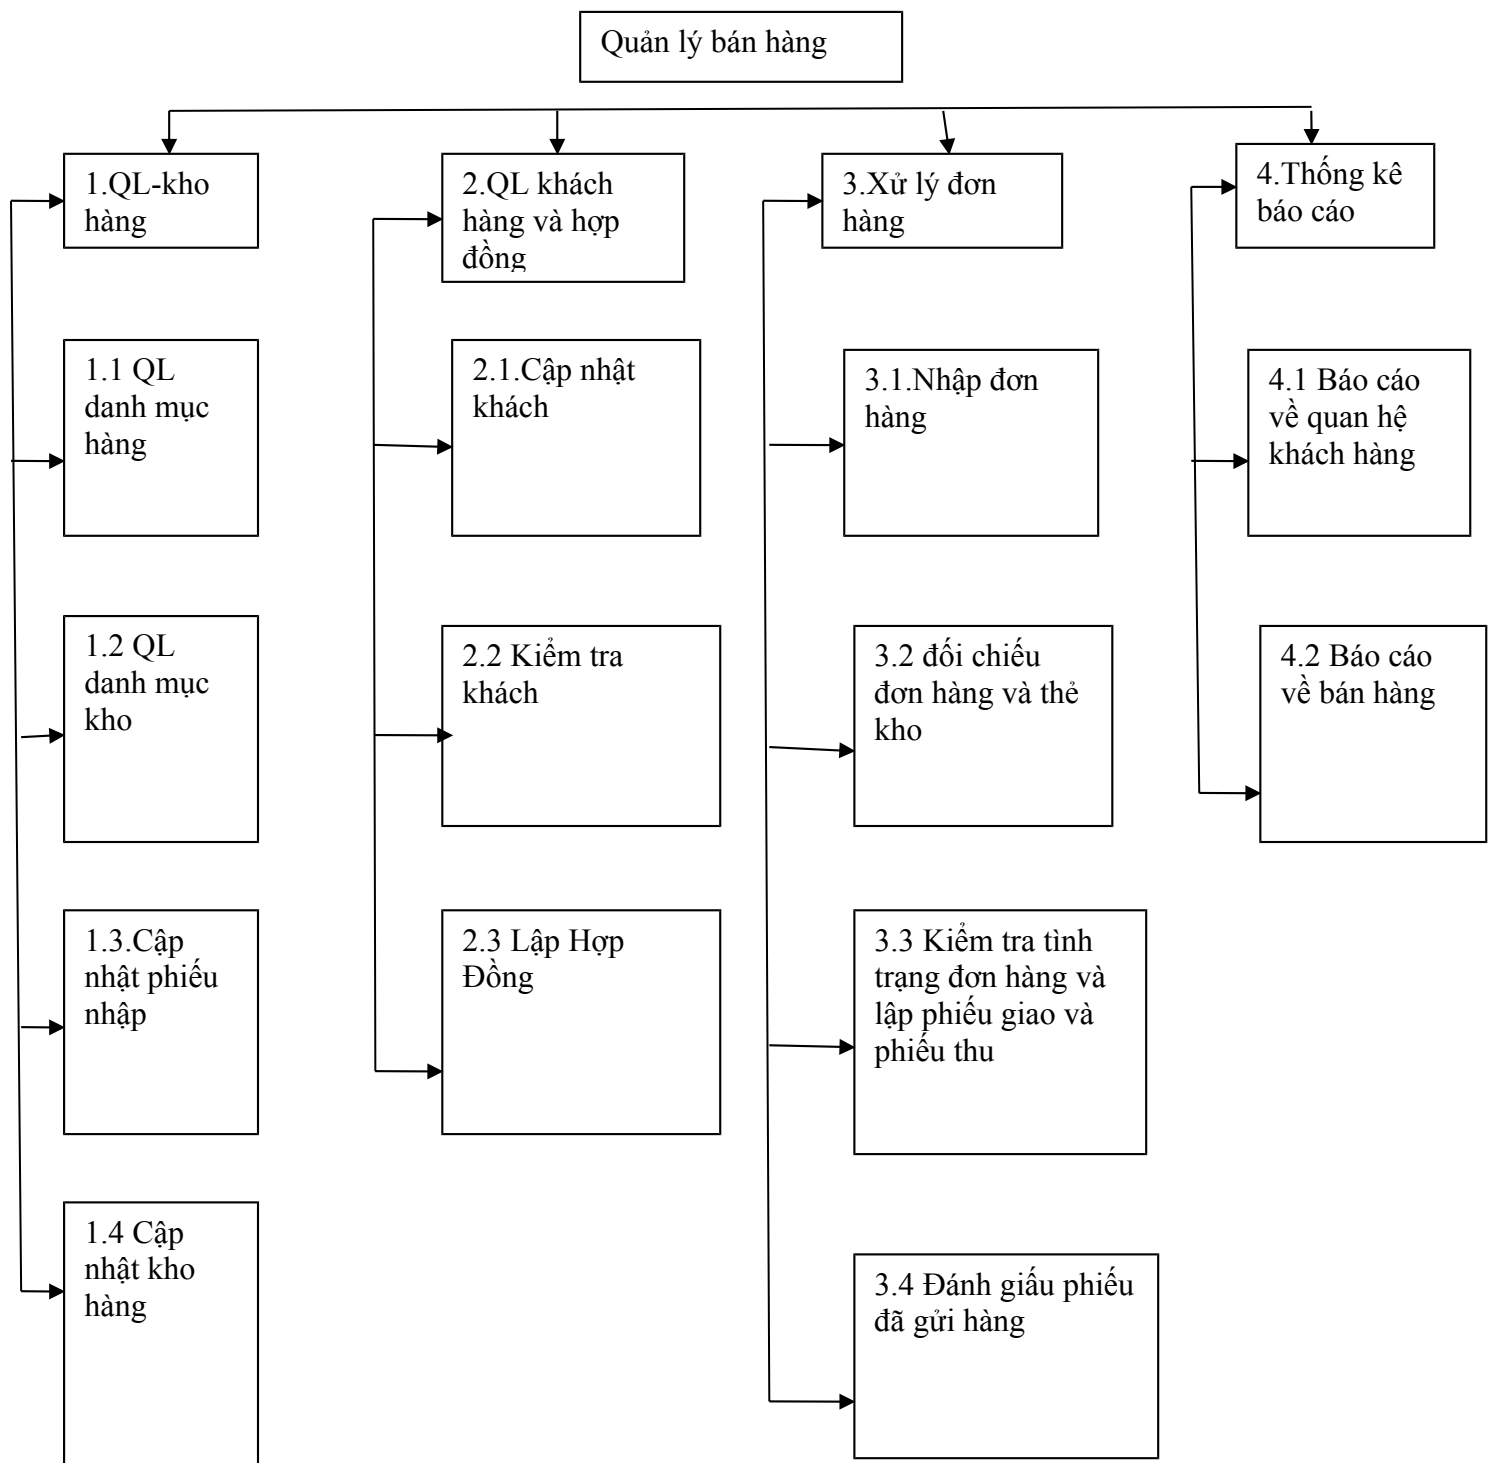 Quản lý bán hàng
1.QL-kho
hàng
2.QL khách
hàng và hợp
đồng
3.Xử lý đơn
hàng
4.Thống kê
báo cáo
1.1 QL
danh mục
hàng
2.1.Cập nhật
khách
3.1.Nhập đơn
hàng
4.1 Báo cáo
về quan hệ
khách hàng
1.2 QL
danh mục
kho
2.2 Kiểm tra
khách
3.2 đối chiếu
đơn hàng và thẻ
kho
4.2 Báo cáo
về bán hàng
1.3.Cập
nhật phiếu
nhập
2.3 Lập Hợp
Đồng
3.3 Kiểm tra tình
trạng đơn hàng và
lập phiếu giao và
phiếu thu
1.4 Cập
nhật kho
hàng
3.4 Đánh giấu phiếu
đã gửi hàng